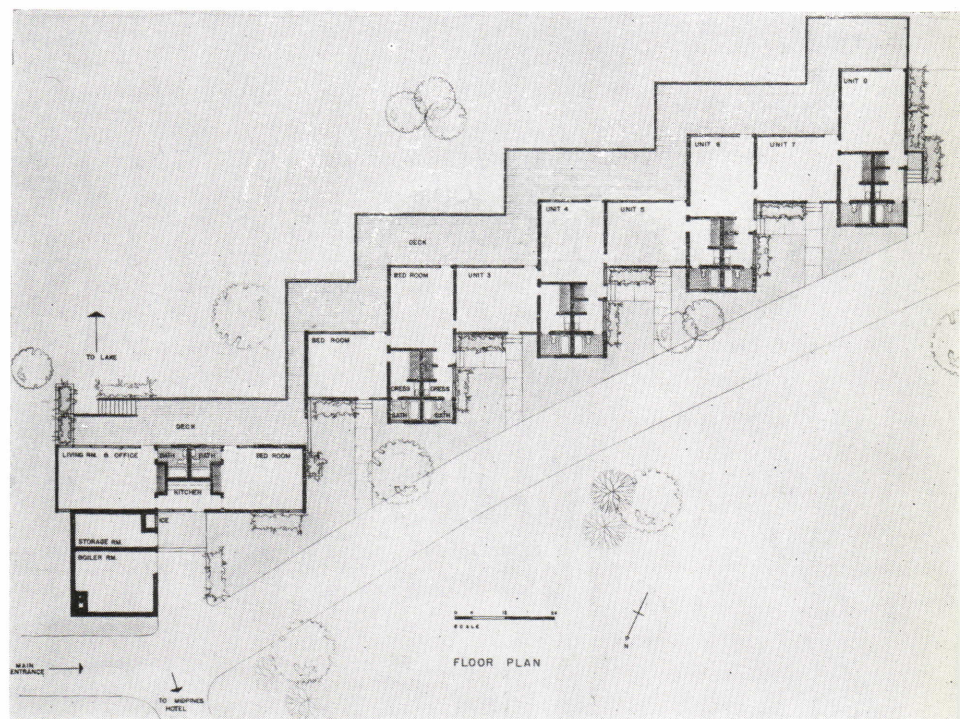 UNIT 8
UNIT 6
UNIT 7
UNIT 4
UNIT 5
DECK
BED ROOM
UNIT 3
BED ROOM
TO LAKE
DRESS
DRESS
BATH
BATH
DECK
LIVING RM. & OFFICE
BATH
BATH
BED ROOM
KITCHEN
ICE
STORAGE RM.
BOILER RM.
SCALE
N
FLOOR PLAN
MAIN
ENTRANCE
TO MIDPINES
HOTEL